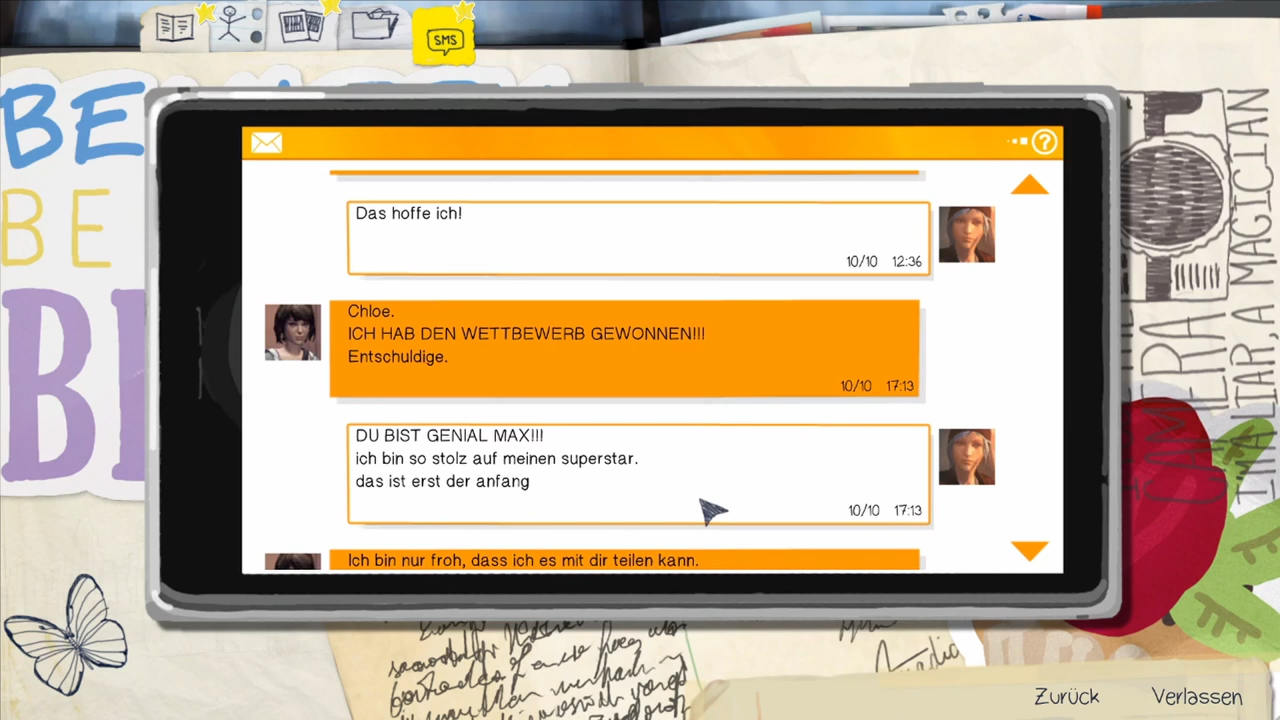 SMS
BE
BE
Das hoffe ich!
10/10 12:36
Chloe.
ICH HAB DEN WETTBEWERB GEWONNEN!!!
Entschuldige.
10/10 17:13
DU BIST GENIAL MAX!!!
ich bin so stolz auf meinen superstar.
das ist erst der anfang
10/10 17:13
Ich bin nur froh, dass ich es mit dir teilen kann.
CAMERA
LIAR, A MAGICIAN
Zurück
Verlassen